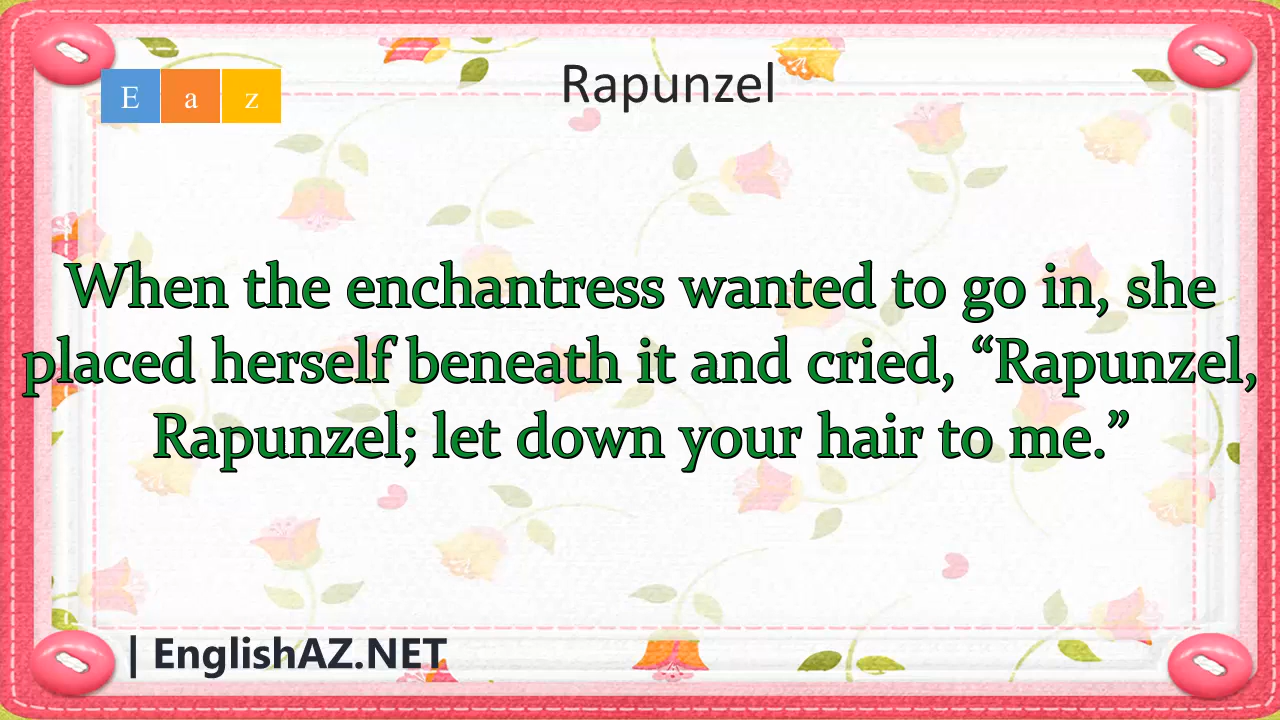 Rapunzel
E a z
When the enchantress wanted to go in, she
placed herself beneath it and cried, “Rapunzel,
Rapunzel; let down your hair to me.”
| EnglishAZ.NET